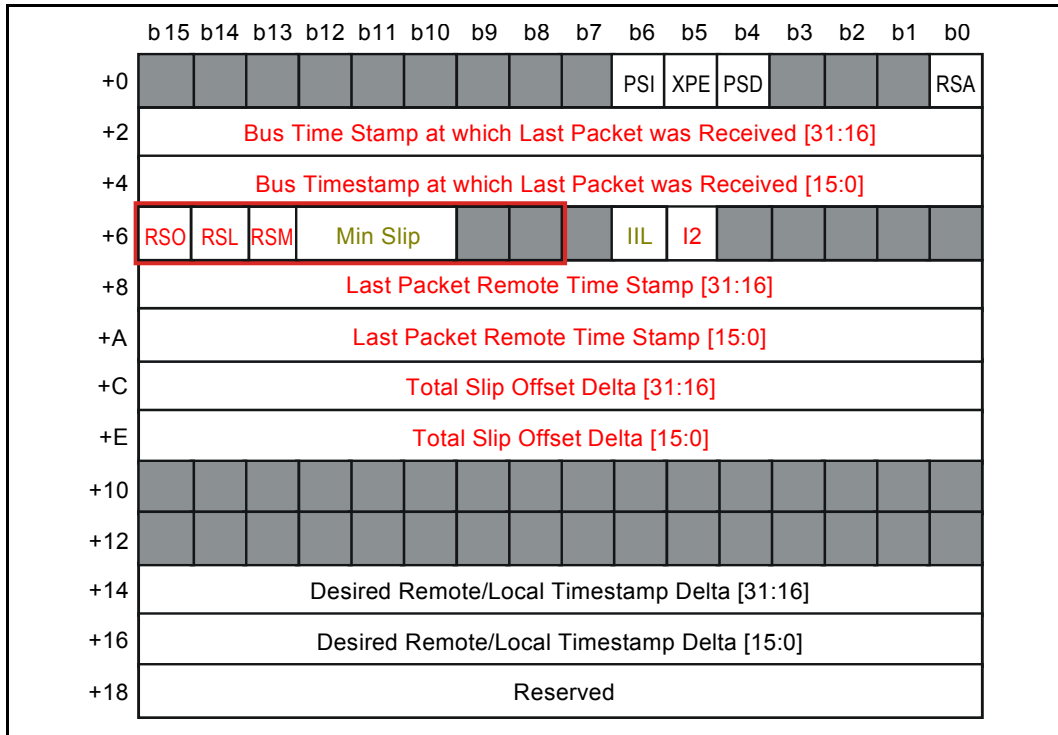 b15 b14 b13 b12 b11 b10 b9 b8 b7 b6 b5 b4 b3 b2 b1 b0
+0 PSI XPE PSD RSA
+2 Bus Time Stamp at which Last Packet was Received [31:16]
+4 Bus Timestamp at which Last Packet was Received [15:0]
+6 RSO RSL RSM Min Slip IIL I2
+8 Last Packet Remote Time Stamp [31:16]
+A Last Packet Remote Time Stamp [15:0]
+C Total Slip Offset Delta [31:16]
+E Total Slip Offset Delta [15:0]
+10
+12
+14 Desired Remote/Local Timestamp Delta [31:16]
+16 Desired Remote/Local Timestamp Delta [15:0]
+18 Reserved